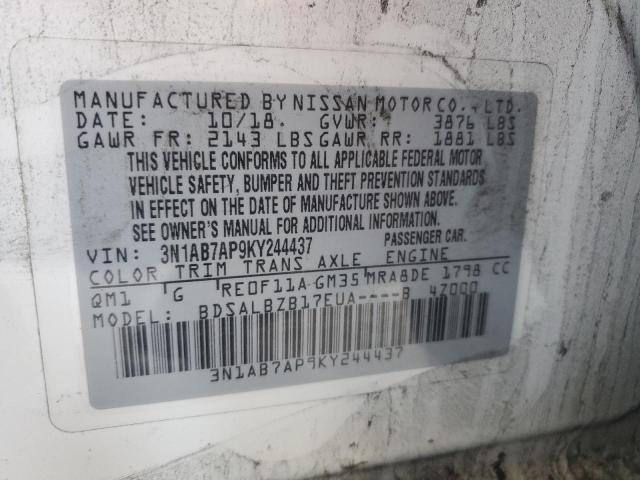 MANUFACTURED BY NISSAN MOTOR CO., LTD.
DATE: 10/18. GVWR: 3876 LBS
GAWR FR: 2143 LBS GAWR RR: 1881 LBS
THIS VEHICLE CONFORMS TO ALL APPLICABLE FEDERAL MOTOR
VEHICLE SAFETY, BUMPER AND THEFT PREVENTION STANDARDS
IN EFFECT ON THE DATE OF MANUFACTURE SHOWN ABOVE.
SEE OWNER'S MANUAL FOR ADDITIONAL INFORMATION.
VIN: 3N1AB7AP9KY244437 PASSENGER CAR.
COLOR TRIM TRANS AXLE ENGINE
QM1 G RE0F11A GM35 MRA8DE 1798 CC
MODEL: BDSALBZB17EUA----B 47000
3N1AB7AP9KY244437